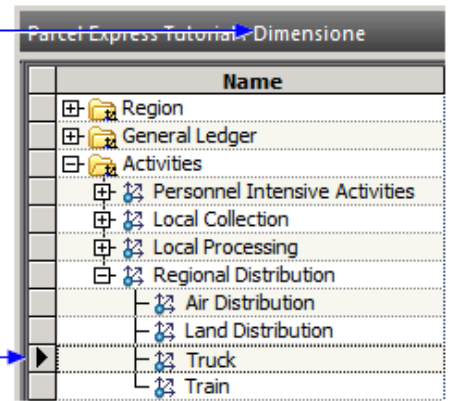 Parcel Express Tutorial: Dimensione
Name
Region
General Ledger
Activities
Personnel Intensive Activities
Local Collection
Local Processing
Regional Distribution
Air Distribution
Land Distribution
Truck
Train